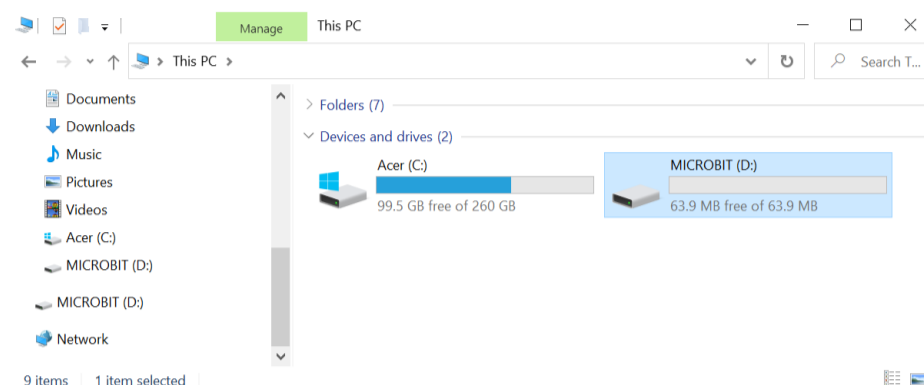 Manage
This PC
This PC
Search T...
Documents
Downloads
Music
Pictures
Videos
Acer (C:)
MICROBIT (D:)
MICROBIT (D:)
Network
Folders (7)
Devices and drives (2)
Acer (C:)
99.5 GB free of 260 GB
MICROBIT (D:)
63.9 MB free of 63.9 MB
9 items
1 item selected